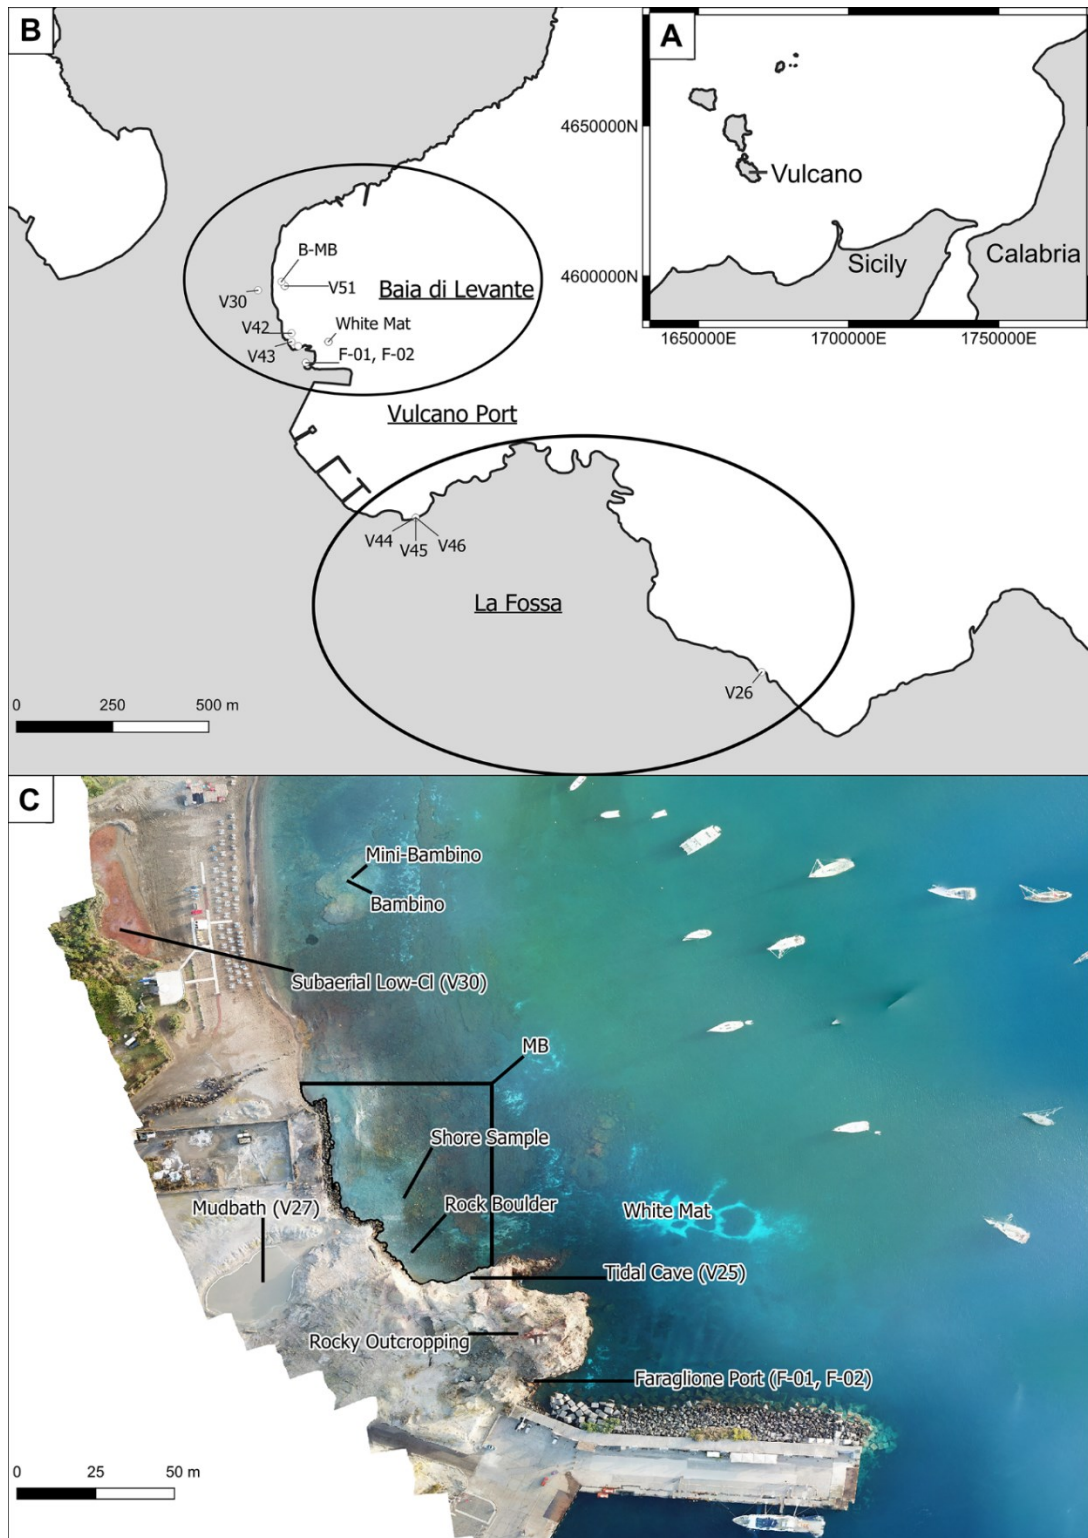 B
B-MB
V51
V30
Baia di Levante
V42
White Mat
V43
F-01, F-02
Vulcano Port
V44
V45
V46
La Fossa
V26
0 250 500 m
A
4650000N
Vulcano
4600000N
Sicily
Calabria
1650000E
1700000E
1750000E
C
Mini-Bambino
Bambino
Subaerial Low-Cl (V30)
MB
Shore Sample
Mudbath (V27)
Rock Boulder
White Mat
Tidal Cave (V25)
Rocky Outcropping
Faraglione Port (F-01, F-02)
0 25 50 m